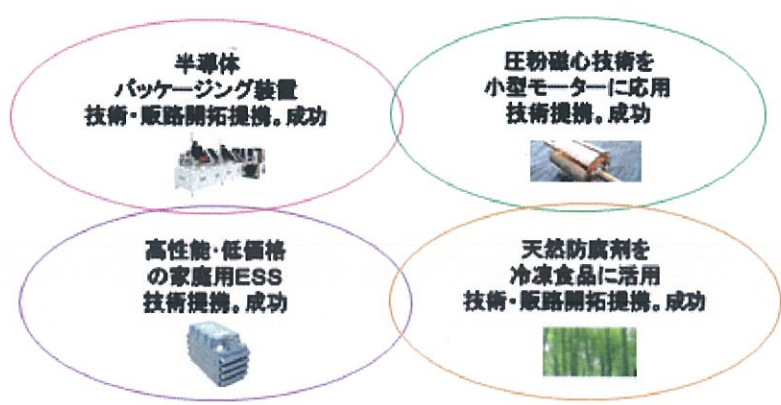 半導体
パッケージング装置
技術・販路開拓提携。成功
圧粉磁心技術を
小型モーターに応用
技術提携。成功
高性能・低価格
の家庭用ESS
技術提携。成功
天然防腐剤を
冷凍食品に活用
技術・販路開拓提携。成功